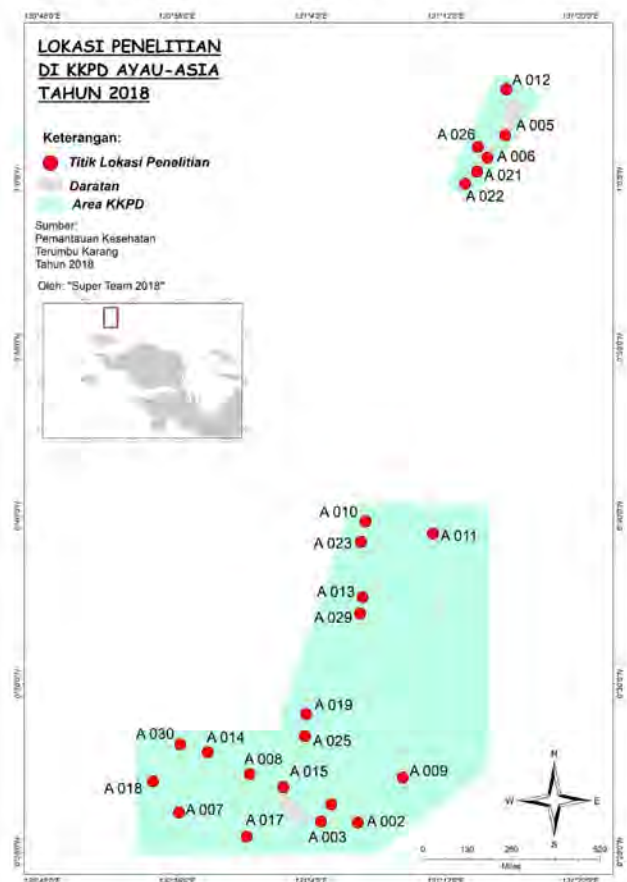 LOKASI PENELITIAN
DI KKPD AYAU-ASIA
TAHUN 2018
Keterangan:
Titik Lokasi Penelitian
Daratan
Area KKPD
Sumber:
Pemantauan Kesehatan
Terumbu Karang
Tahun 2018
Oleh: "Super Team 2018"
A 012
A 005
A 026
A 006
A 021
A 022
A 010
A 011
A 023
A 013
A 029
A 019
A 030
A 014
A 025
A 008
A 015
A 009
A 018
A 007
A 017
A 003
A 002
N
W
E
S
0
130
260
390
520
Miles